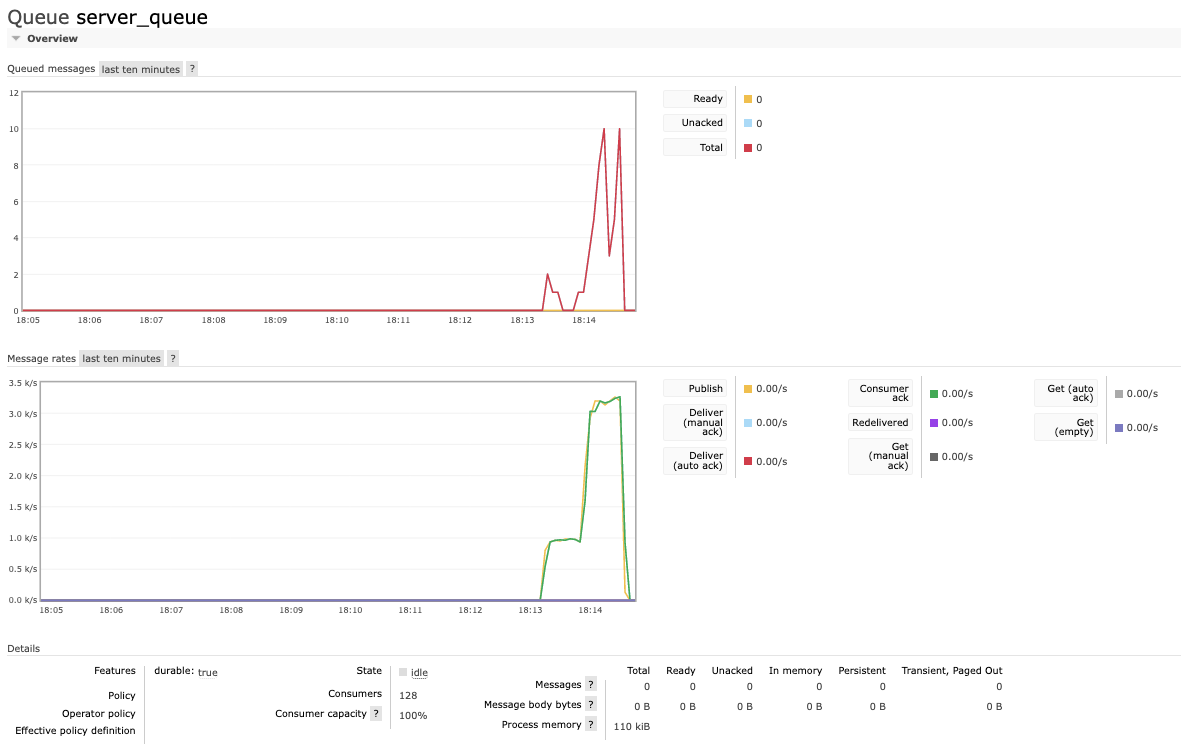 Queue server_queue
Overview
Queued messages last ten minutes ?
12
10
8
6
4
2
0
18:05 18:06 18:07 18:08 18:09 18:10 18:11 18:12 18:13 18:14
Ready 0
Unacked 0
Total 0
Message rates last ten minutes ?
3.5 k/s
3.0 k/s
2.5 k/s
2.0 k/s
1.5 k/s
1.0 k/s
0.5 k/s
0.0 k/s
18:05 18:06 18:07 18:08 18:09 18:10 18:11 18:12 18:13 18:14
Publish 0.00/s
Deliver
(manual
ack) 0.00/s
Deliver
(auto ack) 0.00/s
Consumer
ack 0.00/s
Redelivered 0.00/s
Get
(manual
ack) 0.00/s
Get (auto
ack) 0.00/s
Get
(empty) 0.00/s
Details
Features durable: true
Policy
Operator policy
Effective policy definition
State idle
Consumers 128
Consumer capacity ? 100%
Total Ready Unacked In memory Persistent Transient, Paged Out
Messages ? 0 0 0 0 0 0
Message body bytes ? 0 B 0 B 0 B 0 B 0 B 0 B
Process memory ? 110 kiB